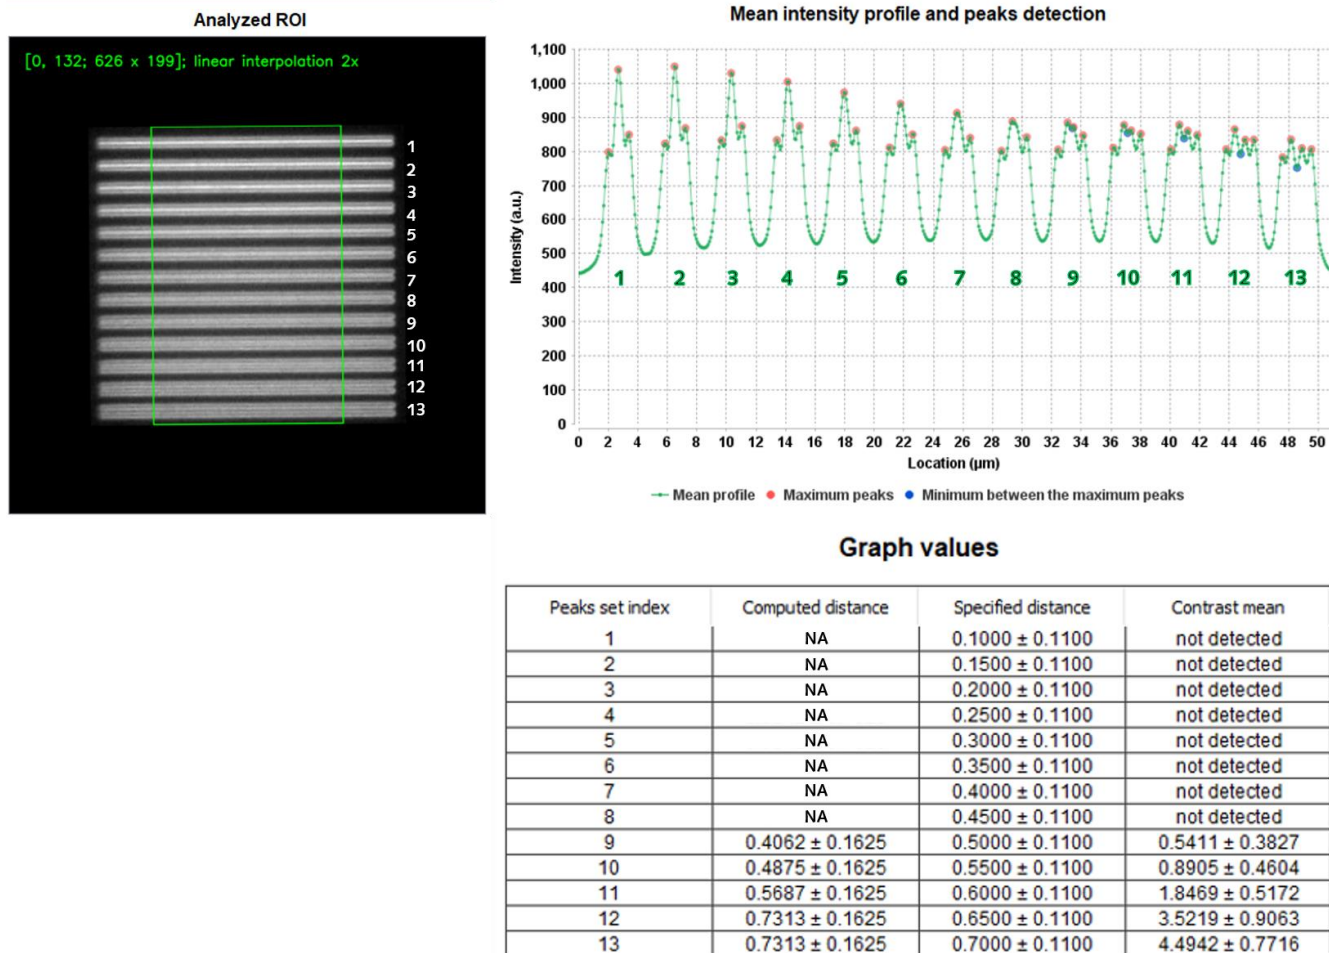 Analyzed ROI
[0, 132; 626 x 199]; linear interpolation 2x
1
2
3
4
5
6
7
8
9
10
11
12
13
Mean intensity profile and peaks detection
Intensity (a.u.)
1,100
1,000
900
800
700
600
500
400
300
200
100
0
1 2 3 4 5 6 7 8 9 10 11 12 13
0 2 4 6 8 10 12 14 16 18 20 22 24 26 28 30 32 34 36 38 40 42 44 46 48 50
Location (µm)
Mean profile Maximum peaks Minimum between the maximum peaks
Graph values
Peaks set index Computed distance Specified distance Contrast mean
1 NA 0.1000 ± 0.1100 not detected
2 NA 0.1500 ± 0.1100 not detected
3 NA 0.2000 ± 0.1100 not detected
4 NA 0.2500 ± 0.1100 not detected
5 NA 0.3000 ± 0.1100 not detected
6 NA 0.3500 ± 0.1100 not detected
7 NA 0.4000 ± 0.1100 not detected
8 NA 0.4500 ± 0.1100 not detected
9 0.4062 ± 0.1625 0.5000 ± 0.1100 0.5411 ± 0.3827
10 0.4875 ± 0.1625 0.5500 ± 0.1100 0.8905 ± 0.4604
11 0.5687 ± 0.1625 0.6000 ± 0.1100 1.8469 ± 0.5172
12 0.7313 ± 0.1625 0.6500 ± 0.1100 3.5219 ± 0.9063
13 0.7313 ± 0.1625 0.7000 ± 0.1100 4.4942 ± 0.7716